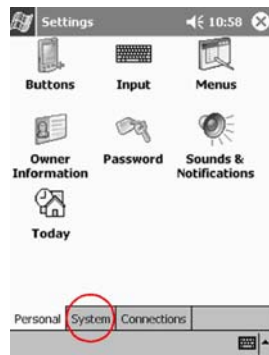 Settings 10:58
Buttons Input Menus
Owner Information Password Sounds & Notifications
Today
Personal System Connections